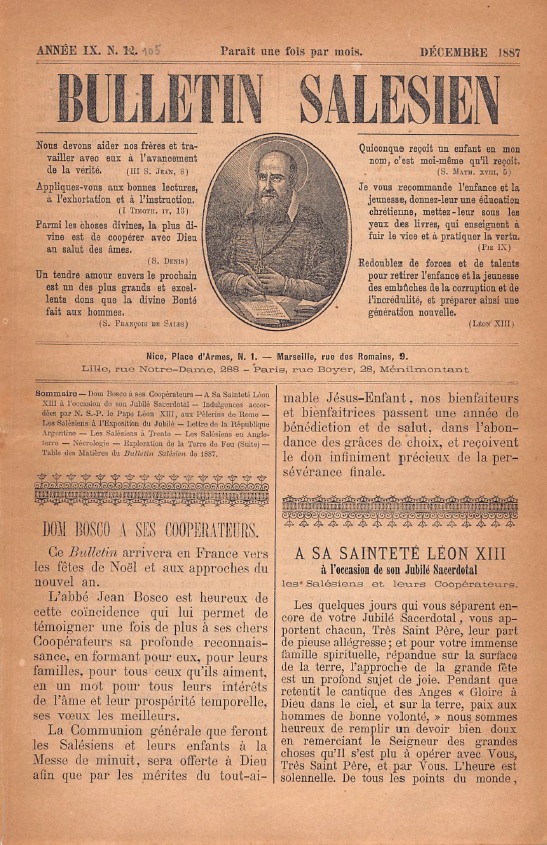 ANNÉE IX. N. 12. 105
Paraît une fois par mois.
DÉCEMBRE 1887
BULLETIN SALESIEN
Nous devons aider nos frères et tra-
vailler avec eux à l'avancement
de la vérité. (III S. JEAN, 8)
Appliquez-vous aux bonnes lectures,
à l'exhortation et à l'instruction.
(I TIMOTH. IV, 13)
Parmi les choses divines, la plus di-
vine est de coopérer avec Dieu
au salut des âmes.
(S. DENIS)
Un tendre amour envers le prochain
est un des plus grands et excel-
lents dons que la divine Bonté
fait aux hommes.
(S. FRANÇOIS DE SALES)
Quiconque reçoit un enfant en mon
nom, c'est moi-même qu'il reçoit.
(S. MATH. XVIII, 5)
Je vous recommande l'enfance et la
jeunesse, donnez-leur une éducation
chrétienne, mettez-leur sous les
yeux des livres, qui enseignent à
fuir le vice et à pratiquer la vertu.
(PIE IX)
Redoublez de forces et de talents
pour retirer l'enfance et la jeunesse
des embûches de la corruption et de
l'incrédulité, et préparer ainsi une
génération nouvelle.
(LÉON XIII)
Nice, Place d'Armes, N. 1. — Marseille, rue des Romains, 9.
Lille, rue Notre-Dame, 288 – Paris, rue Boyer, 28, Ménilmontant
Sommaire — Dom Bosco à ses Coopérateurs — A Sa Sainteté Léon
XIII à l'occasion de son Jubilé Sacerdotal — Indulgences accor-
dées par N. S.-P. le Pape Léon XIII, aux Pèlerins de Rome —
Les Salésiens à l'Exposition du Jubilé — Lettre de la République
Argentine — Les Salésiens à Trente — Les Salésiens en Angle-
terre — Nécrologie — Exploration de la Terre de Feu (Suite) —
Table des Matières du Bulletin Salésien de 1887.
DOM BOSCO A SES COOPERATEURS.
Ce Bulletin arrivera en France vers
les fêtes de Noël et aux approches du
nouvel an.
L'abbé Jean Bosco est heureux de
cette coïncidence qui lui permet de
témoigner une fois de plus à ses chers
Coopérateurs sa profonde reconnais-
sance, en formant pour eux, pour leurs
familles, pour tous ceux qu'ils aiment,
en un mot pour tous leurs intérêts
de l'âme et leur prospérité temporelle,
ses vœux les meilleurs.
La Communion générale que feront
les Salésiens et leurs enfants à la
Messe de minuit, sera offerte à Dieu
afin que par les mérites du tout-ai-
mable Jésus-Enfant, nos bienfaiteurs
et bienfaitrices passent une année de
bénédiction et de salut, dans l'abon-
dance des grâces de choix, et reçoivent
le don infiniment précieux de la per-
sévérance finale.
A SA SAINTETÉ LÉON XIII
à l'occasion de son Jubilé Sacerdotal
les Salésiens et leurs Coopérateurs.
Les quelques jours qui vous séparent en-
core de votre Jubilé Sacerdotal, vous ap-
portent chacun, Très Saint Père, leur part
de pieuse allégresse; et pour votre immense
famille spirituelle, répandue sur la surface
de la terre, l'approche de la grande fête
est un profond sujet de joie. Pendant que
retentit le cantique des Anges « Gloire à
Dieu dans le ciel, et sur la terre, paix aux
hommes de bonne volonté, » nous sommes
heureux de remplir un devoir bien doux
en remerciant le Seigneur des grandes
choses qu'il s'est plu à opérer avec Vous,
Très Saint Père, et par Vous. L'heure est
solennelle. De tous les points du monde,